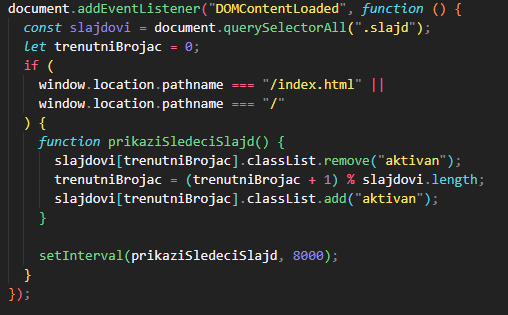 document.addEventListener("DOMContentLoaded", function () {
  const slajdovi = document.querySelectorAll(".slajd");
  let trenutniBrojac = 0;
  if (
    window.location.pathname === "/index.html" ||
    window.location.pathname === "/"
  ) {
    function prikaziSledeciSlajd() {
      slajdovi[trenutniBrojac].classList.remove("aktivan");
      trenutniBrojac = (trenutniBrojac + 1) % slajdovi.length;
      slajdovi[trenutniBrojac].classList.add("aktivan");
    }

    setInterval(prikaziSledeciSlajd, 8000);
  }
});